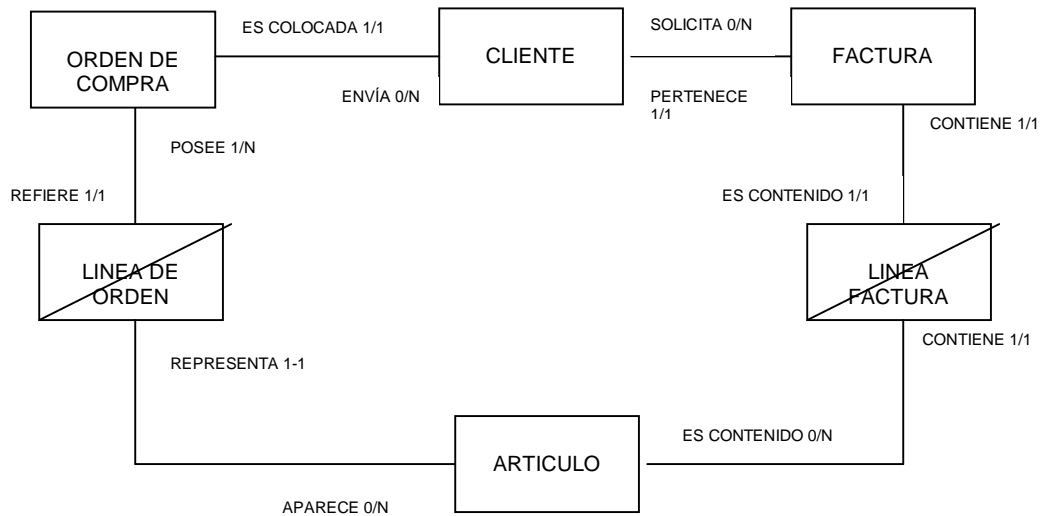 ES COLOCADA 1/1
SOLICITA 0/N
ORDEN DE
COMPRA
CLIENTE
FACTURA
ENVÍA 0/N
PERTENECE
1/1
CONTIENE 1/1
POSEE 1/N
REFIERE 1/1
ES CONTENIDO 1/1
LINEA DE
ORDEN
LINEA
FACTURA
CONTIENE 1/1
REPRESENTA 1-1
ES CONTENIDO 0/N
ARTICULO
APARECE 0/N